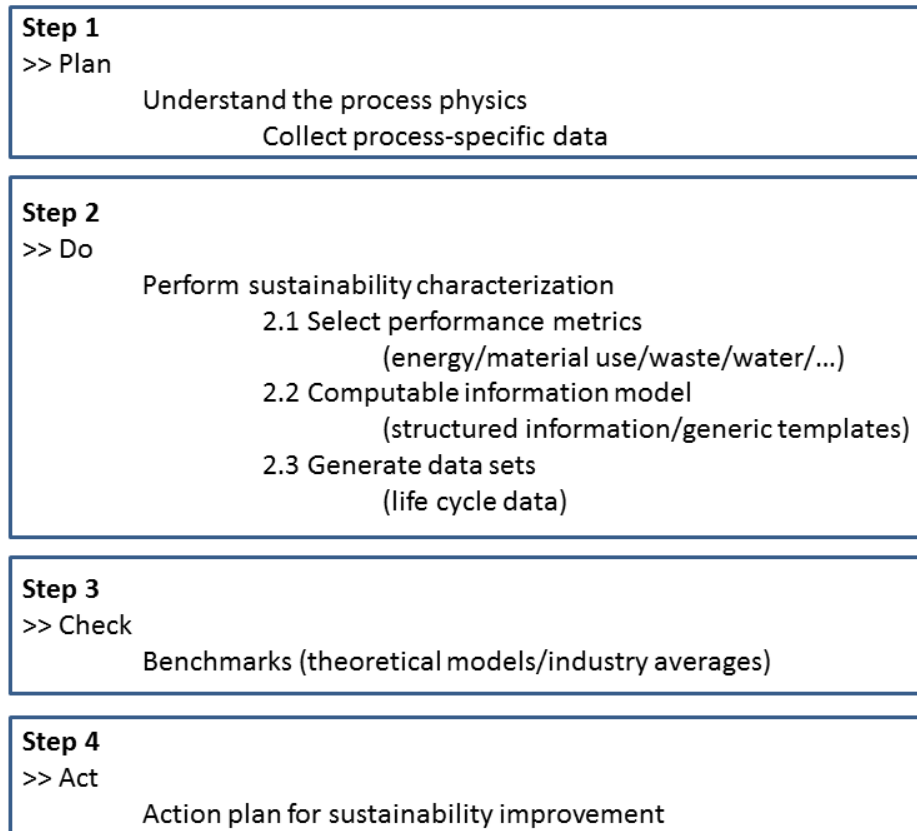 Step 1
>> Plan
Understand the process physics
Collect process-specific data
Step 2
>> Do
Perform sustainability characterization
2.1 Select performance metrics
(energy/material use/waste/water/…)
2.2 Computable information model
(structured information/generic templates)
2.3 Generate data sets
(life cycle data)
Step 3
>> Check
Benchmarks (theoretical models/industry averages)
Step 4
>> Act
Action plan for sustainability improvement